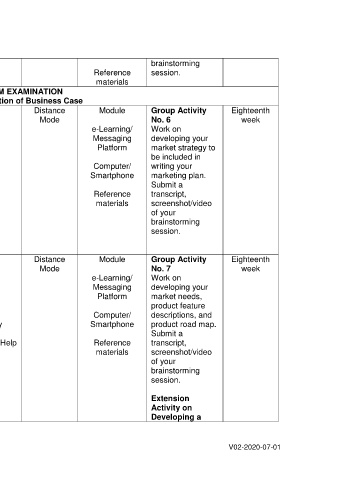 brainstorming
Reference session.
materials
M EXAMINATION
tion of Business Case
Distance Module Group Activity Eighteenth
Mode No. 6 week
e-Learning/ Work on
Messaging developing your
Platform market strategy to
be included in
Computer/ writing your
Smartphone marketing plan.
Submit a
Reference transcript,
materials screenshot/video
of your
brainstorming
session.
Distance Module Group Activity Eighteenth
Mode No. 7 week
e-Learning/ Work on
Messaging developing your
Platform market needs,
product feature
Computer/ descriptions, and
y Smartphone product road map.
Submit a
Help Reference transcript,
materials screenshot/video
of your
brainstorming
session.
Extension
Activity on
Developing a
V02-2020-07-01